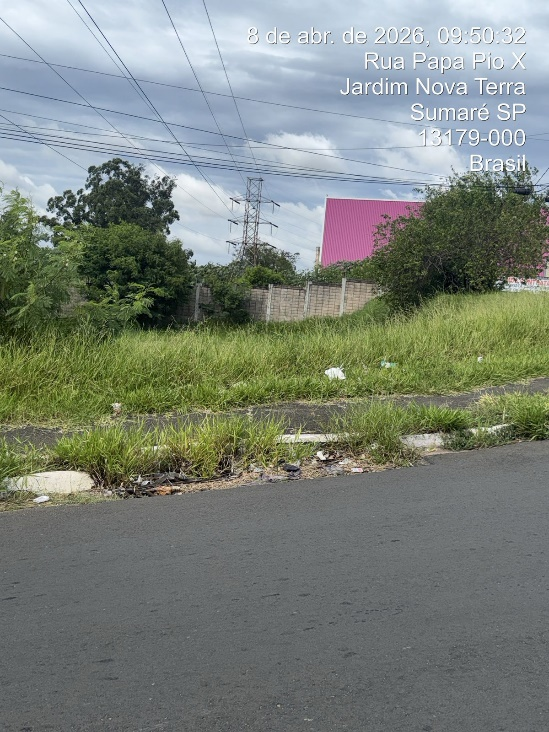 8 de abr. de 2026, 09:50:32
Rua Papa Pio X
Jardim Nova Terra
Sumaré SP
13179-000
Brasil